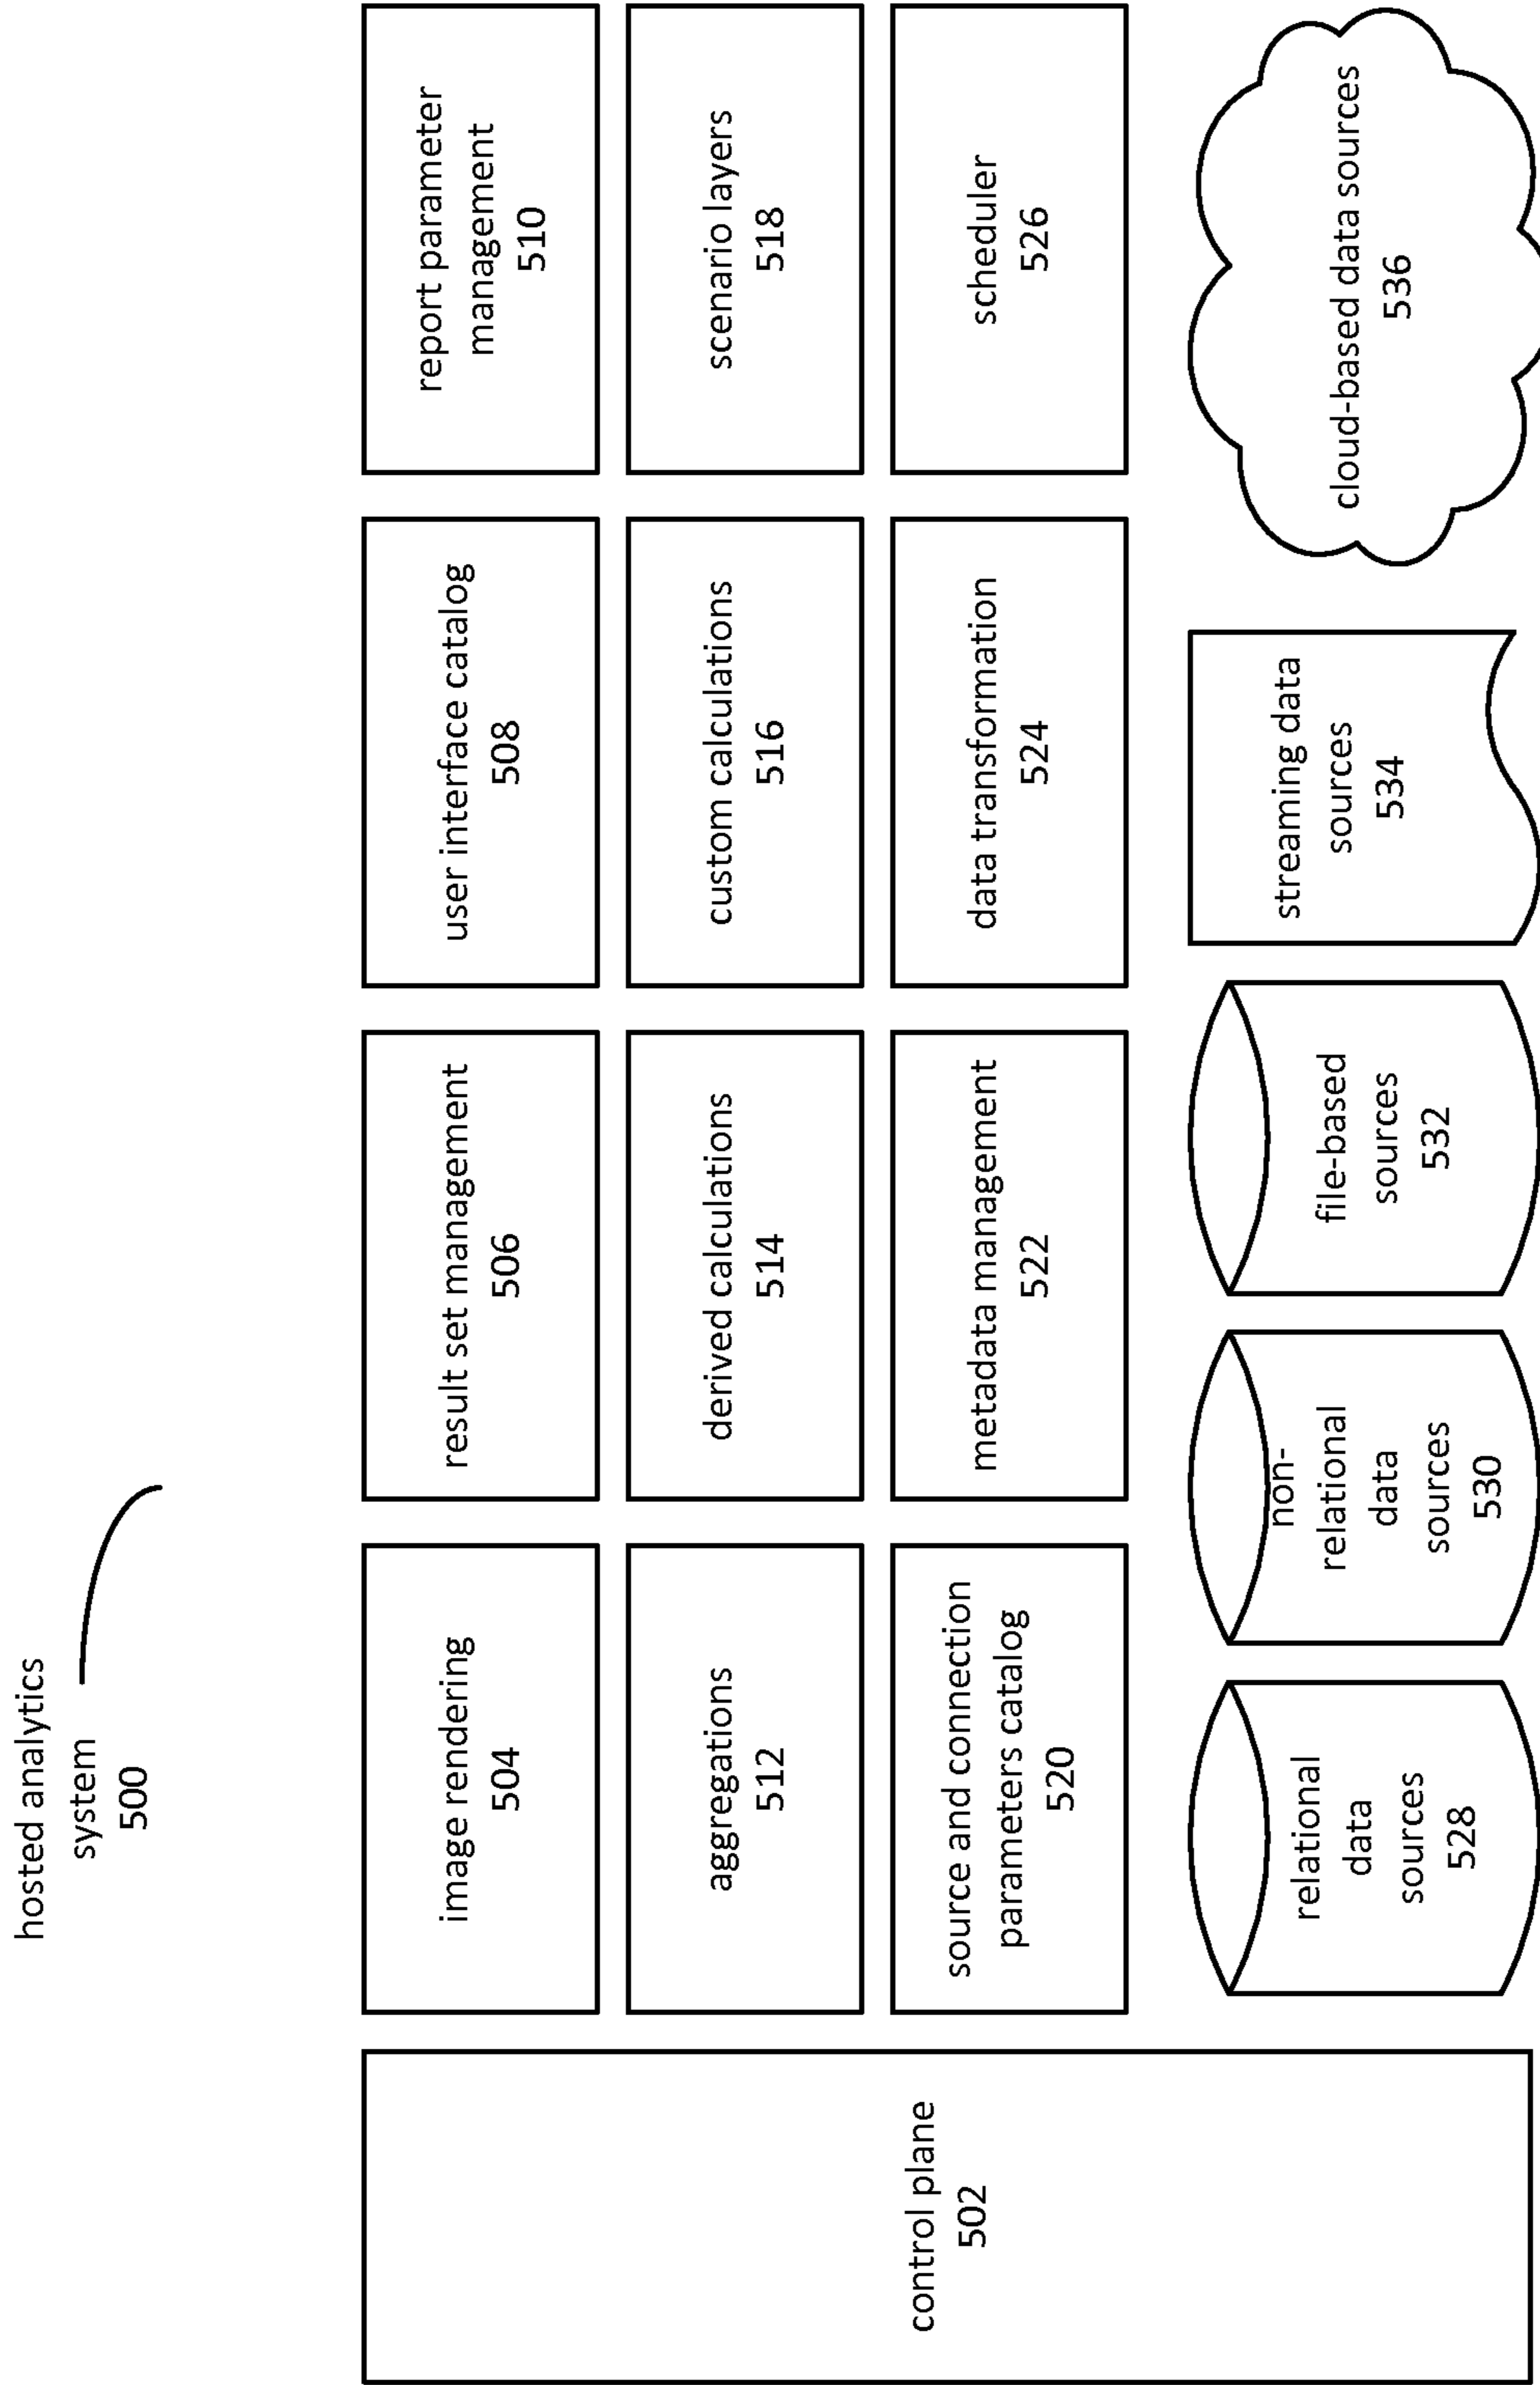 hosted analytics
system
500
control plane
502
image rendering
504
result set management
506
user interface catalog
508
report parameter
management
510
aggregations
512
derived calculations
514
custom calculations
516
scenario layers
518
source and connection
parameters catalog
520
metadata management
522
data transformation
524
scheduler
526
relational
data
sources
528
non-
relational
data
sources
530
file-based
sources
532
streaming data
sources
534
cloud-based data sources
536